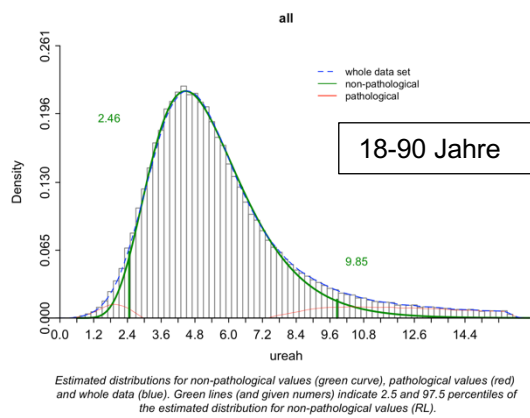 all
whole data set
non-pathological
pathological
2.46
18-90 Jahre
9.85
Density
0.000
0.065
0.130
0.196
0.261
0.0 1.2 2.4 3.6 4.8 6.0 7.2 8.4 9.6 10.8 12.0 14.4
ureah
Estimated distributions for non-pathological values (green curve), pathological values (red)
and whole data (blue). Green lines (and given numers) indicate 2.5 and 97.5 percentiles of
the estimated distribution for non-pathological values (RL).